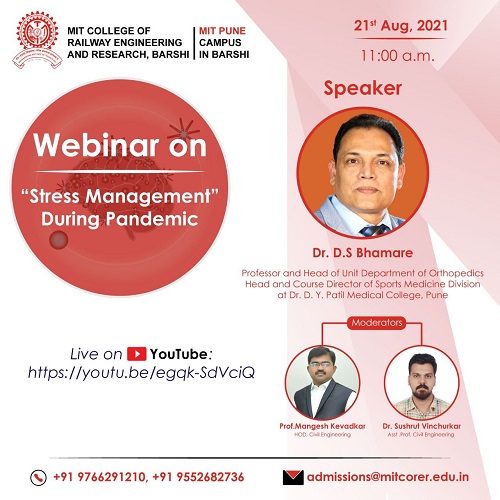 MIT COLLEGE OF
RAILWAY ENGINEERING
AND RESEARCH, BARSHI
MIT PUNE
CAMPUS
IN BARSHI
21st Aug, 2021
11:00 a.m.
Speaker
Webinar on
“Stress Management”
During Pandemic
Dr. D.S Bhamare
Professor and Head of Unit Department of Orthopedics
Head and Course Director of Sports Medicine Division
at Dr. D. Y. Patil Medical College, Pune
Moderators
Live on YouTube:
https://youtu.be/egqk-SdVciQ
Prof.Mangesh Kevadkar
HOD, Civil Engineering
Dr. Sushrut Vinchurkar
Asst .Prof. Civil Engineering
+91 9766291210, +91 9552682736
admissions@mitcorer.edu.in